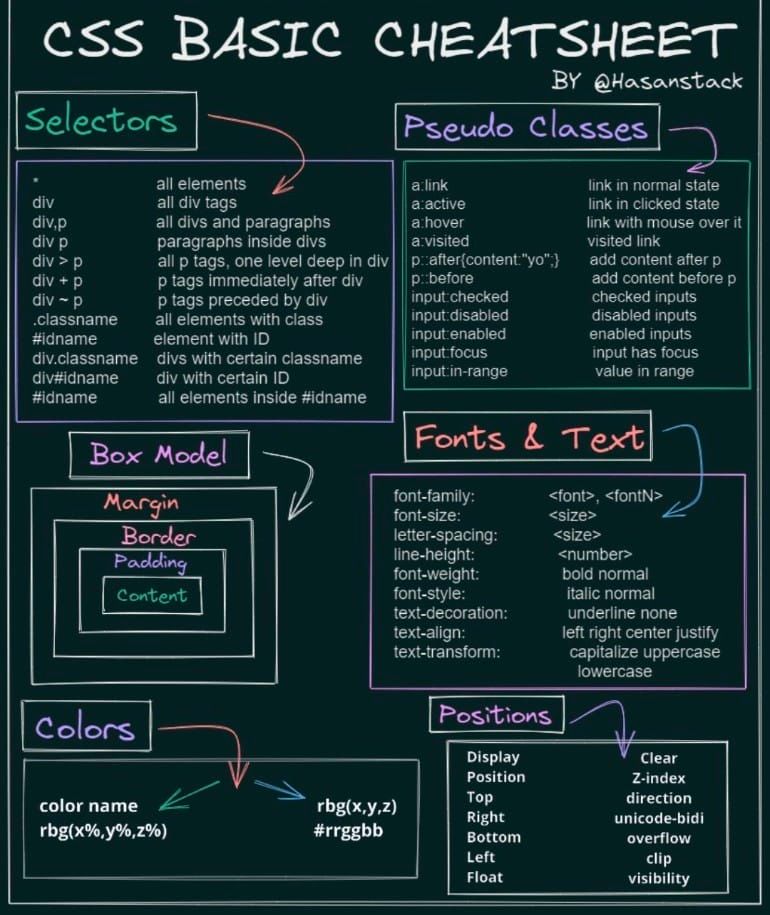 CSS BASIC CHEATSHEET
BY @Hasanstack
Selectors
* all elements
div all div tags
div,p all divs and paragraphs
div p paragraphs inside divs
div > p all p tags, one level deep in div
div + p p tags immediately after div
div ~ p p tags preceded by div
.classname all elements with class
#idname element with ID
div.classname divs with certain classname
div#idname div with certain ID
#idname all elements inside #idname
Pseudo Classes
a:link link in normal state
a:active link in clicked state
a:hover link with mouse over it
a:visited visited link
p::after{content:"yo";} add content after p
p::before add content before p
input:checked checked inputs
input:disabled disabled inputs
input:enabled enabled inputs
input:focus input has focus
input:in-range value in range
Box Model
Margin
Border
Padding
Content
Fonts & Text
font-family: <font>, <fontN>
font-size: <size>
letter-spacing: <size>
line-height: <number>
font-weight: bold normal
font-style: italic normal
text-decoration: underline none
text-align: left right center justify
text-transform: capitalize uppercase
lowercase
Colors
color name rbg(x,y,z)
rbg(x%,y%,z%) #rrggbb
Positions
Display Clear
Position Z-index
Top direction
Right unicode-bidi
Bottom overflow
Left clip
Float visibility